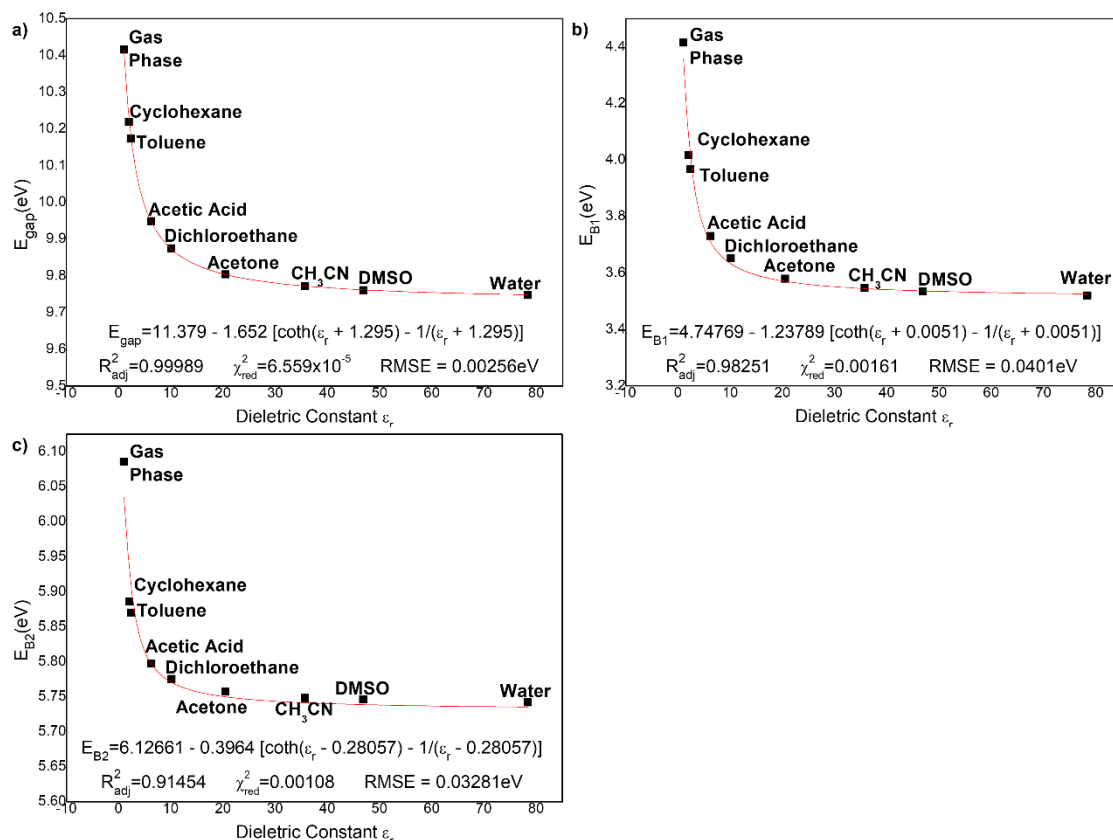 a)
10.5
10.4
10.3
10.2
10.1
10.0
9.9
9.8
9.7
9.6
9.5
E_gap(eV)
Gas
Phase
Cyclohexane
Toluene
Acetic Acid
Dichloroethane
Acetone
CH₃CN
DMSO
Water
E_gap=11.379 - 1.652 [coth(ε_r + 1.295) - 1/(ε_r + 1.295)]
R²_adj=0.99989 χ²_red=6.559x10⁻⁵ RMSE = 0.00256eV
-10 0 10 20 30 40 50 60 70 80
Dieletric Constant ε_r
b)
4.4
4.2
4.0
3.8
3.6
3.4
3.2
E_B1(eV)
Gas
Phase
Cyclohexane
Toluene
Acetic Acid
Dichloroethane
Acetone
CH₃CN
DMSO
Water
E_B1=4.74769 - 1.23789 [coth(ε_r + 0.0051) - 1/(ε_r + 0.0051)]
R²_adj=0.98251 χ²_red=0.00161 RMSE = 0.0401eV
-10 0 10 20 30 40 50 60 70 80
Dieletric Constant ε_r
c)
6.10
6.05
6.00
5.95
5.90
5.85
5.80
5.75
5.70
5.65
5.60
E_B2(eV)
Gas
Phase
Cyclohexane
Toluene
Acetic Acid
Dichloroethane
Acetone
CH₃CN
DMSO
Water
E_B2=6.12661 - 0.3964 [coth(ε_r - 0.28057) - 1/(ε_r - 0.28057)]
R²_adj=0.91454 χ²_red=0.00108 RMSE = 0.03281eV
-10 0 10 20 30 40 50 60 70 80
Dieletric Constant ε_r